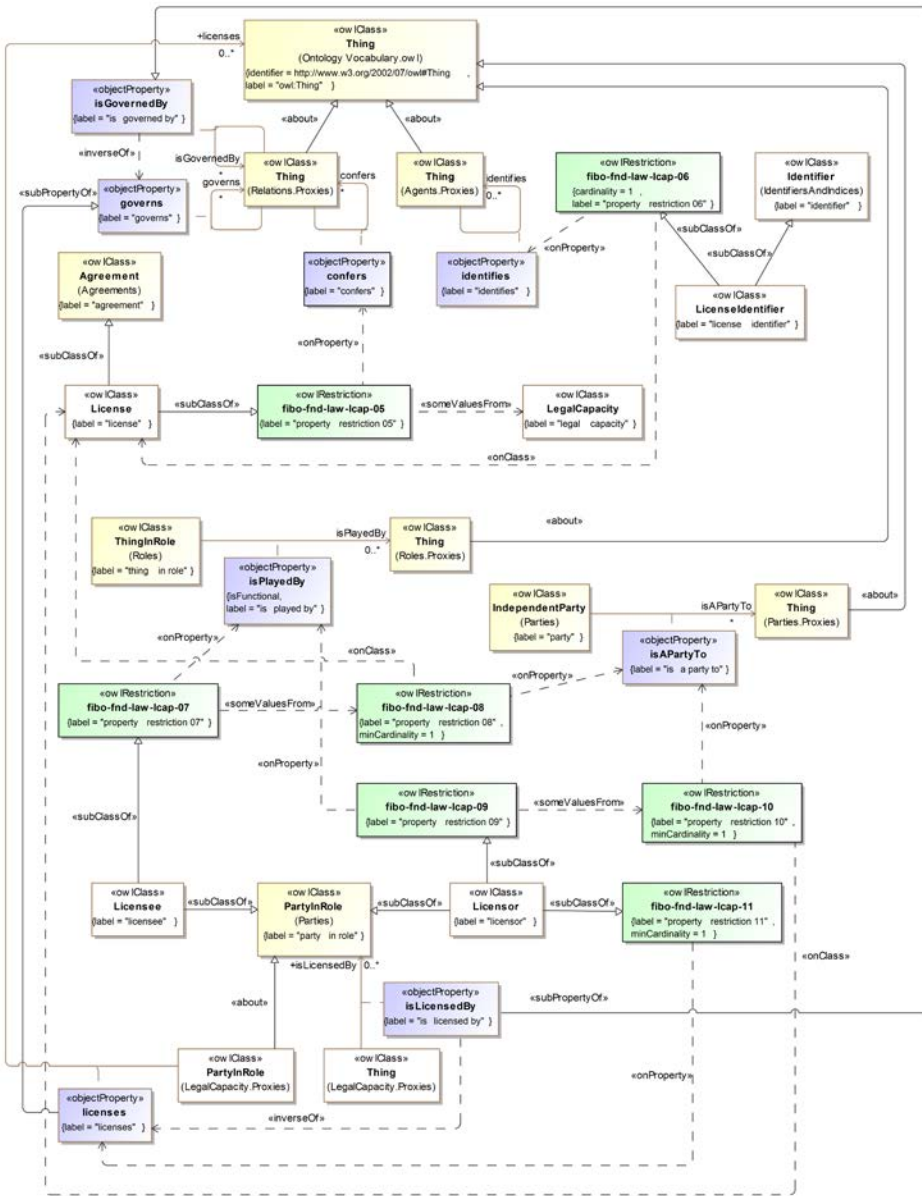 +licenses
0..*
«owlClass»
Thing
(Ontology Vocabulary.owl)
{identifier = http://www.w3.org/2002/07/owl#Thing ,
label = "owl:Thing" }
«objectProperty»
isGovernedBy
{label = "is governed by" }
«about»
«about»
«inverseOf»
isGovernedBy
*
governs
*
«owlClass»
Thing
(Relations.Proxies)
confers
*
«owlClass»
Thing
(Agents.Proxies)
identifies
0..*
«owlRestriction»
fibo-fnd-law-lcap-06
{cardinality = 1 ,
label = "property restriction 06" }
«owlClass»
Identifier
(IdentifiersAndIndices)
{label = "identifier" }
«subPropertyOf»
«objectProperty»
governs
{label = "governs" }
«subClassOf»
«subClassOf»
«onProperty»
«owlClass»
Agreement
(Agreements)
{label = "agreement" }
«objectProperty»
confers
{label = "confers" }
«objectProperty»
identifies
{label = "identifies" }
«owlClass»
LicenseIdentifier
{label = "license identifier" }
«onProperty»
«subClassOf»
«owlClass»
License
{label = "license" }
«subClassOf»
«owlRestriction»
fibo-fnd-law-lcap-05
{label = "property restriction 05" }
«someValuesFrom»
«owlClass»
LegalCapacity
{label = "legal capacity" }
«onClass»
«owlClass»
ThingInRole
(Roles)
{label = "thing in role" }
isPlayedBy
0..*
«owlClass»
Thing
(Roles.Proxies)
«about»
«objectProperty»
isPlayedBy
{isFunctional,
label = "is played by" }
«owlClass»
IndependentParty
(Parties)
{label = "party" }
isAPartyTo
*
«owlClass»
Thing
(Parties.Proxies)
«about»
«objectProperty»
isAPartyTo
{label = "is a party to" }
«onProperty»
«onClass»
«onProperty»
«owlRestriction»
fibo-fnd-law-lcap-07
{label = "property restriction 07" }
«someValuesFrom»
«owlRestriction»
fibo-fnd-law-lcap-08
{label = "property restriction 08" ,
minCardinality = 1 }
«onProperty»
«onProperty»
«owlRestriction»
fibo-fnd-law-lcap-09
{label = "property restriction 09" }
«someValuesFrom»
«owlRestriction»
fibo-fnd-law-lcap-10
{label = "property restriction 10" ,
minCardinality = 1 }
«subClassOf»
«subClassOf»
«owlClass»
Licensee
{label = "licensee" }
«subClassOf»
«owlClass»
PartyInRole
(Parties)
{label = "party in role" }
«subClassOf»
«owlClass»
Licensor
{label = "licensor" }
«subClassOf»
«owlRestriction»
fibo-fnd-law-lcap-11
{label = "property restriction 11" ,
minCardinality = 1 }
+isLicensedBy
0..*
«onClass»
«about»
«objectProperty»
isLicensedBy
{label = "is licensed by" }
«subPropertyOf»
«owlClass»
PartyInRole
(LegalCapacity.Proxies)
«owlClass»
Thing
(LegalCapacity.Proxies)
«onProperty»
«objectProperty»
licenses
{label = "licenses" }
«inverseOf»